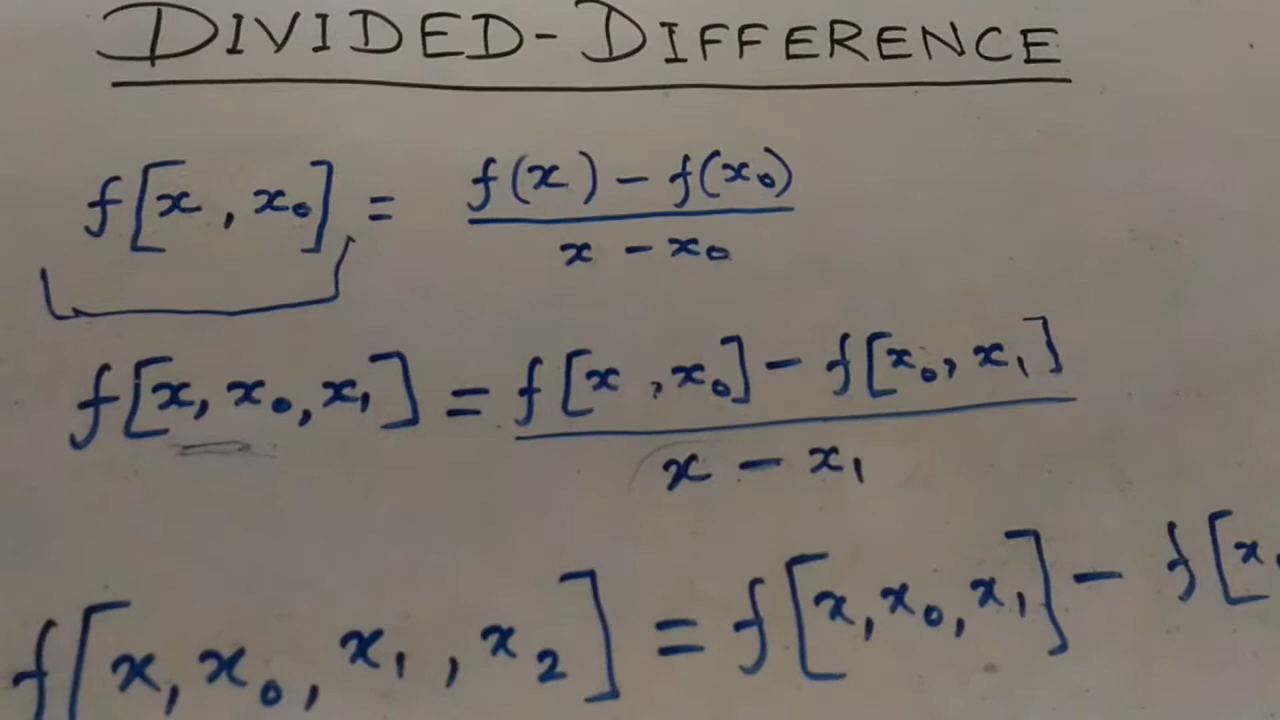 DIVIDED-DIFFERENCE
f[x, x₀] = f(x) - f(x₀)
x - x₀
f[x, x₀, x₁] = f[x, x₀] - f[x₀, x₁]
x - x₁
f[x, x₀, x₁, x₂] = f[x, x₀, x₁] - f[x